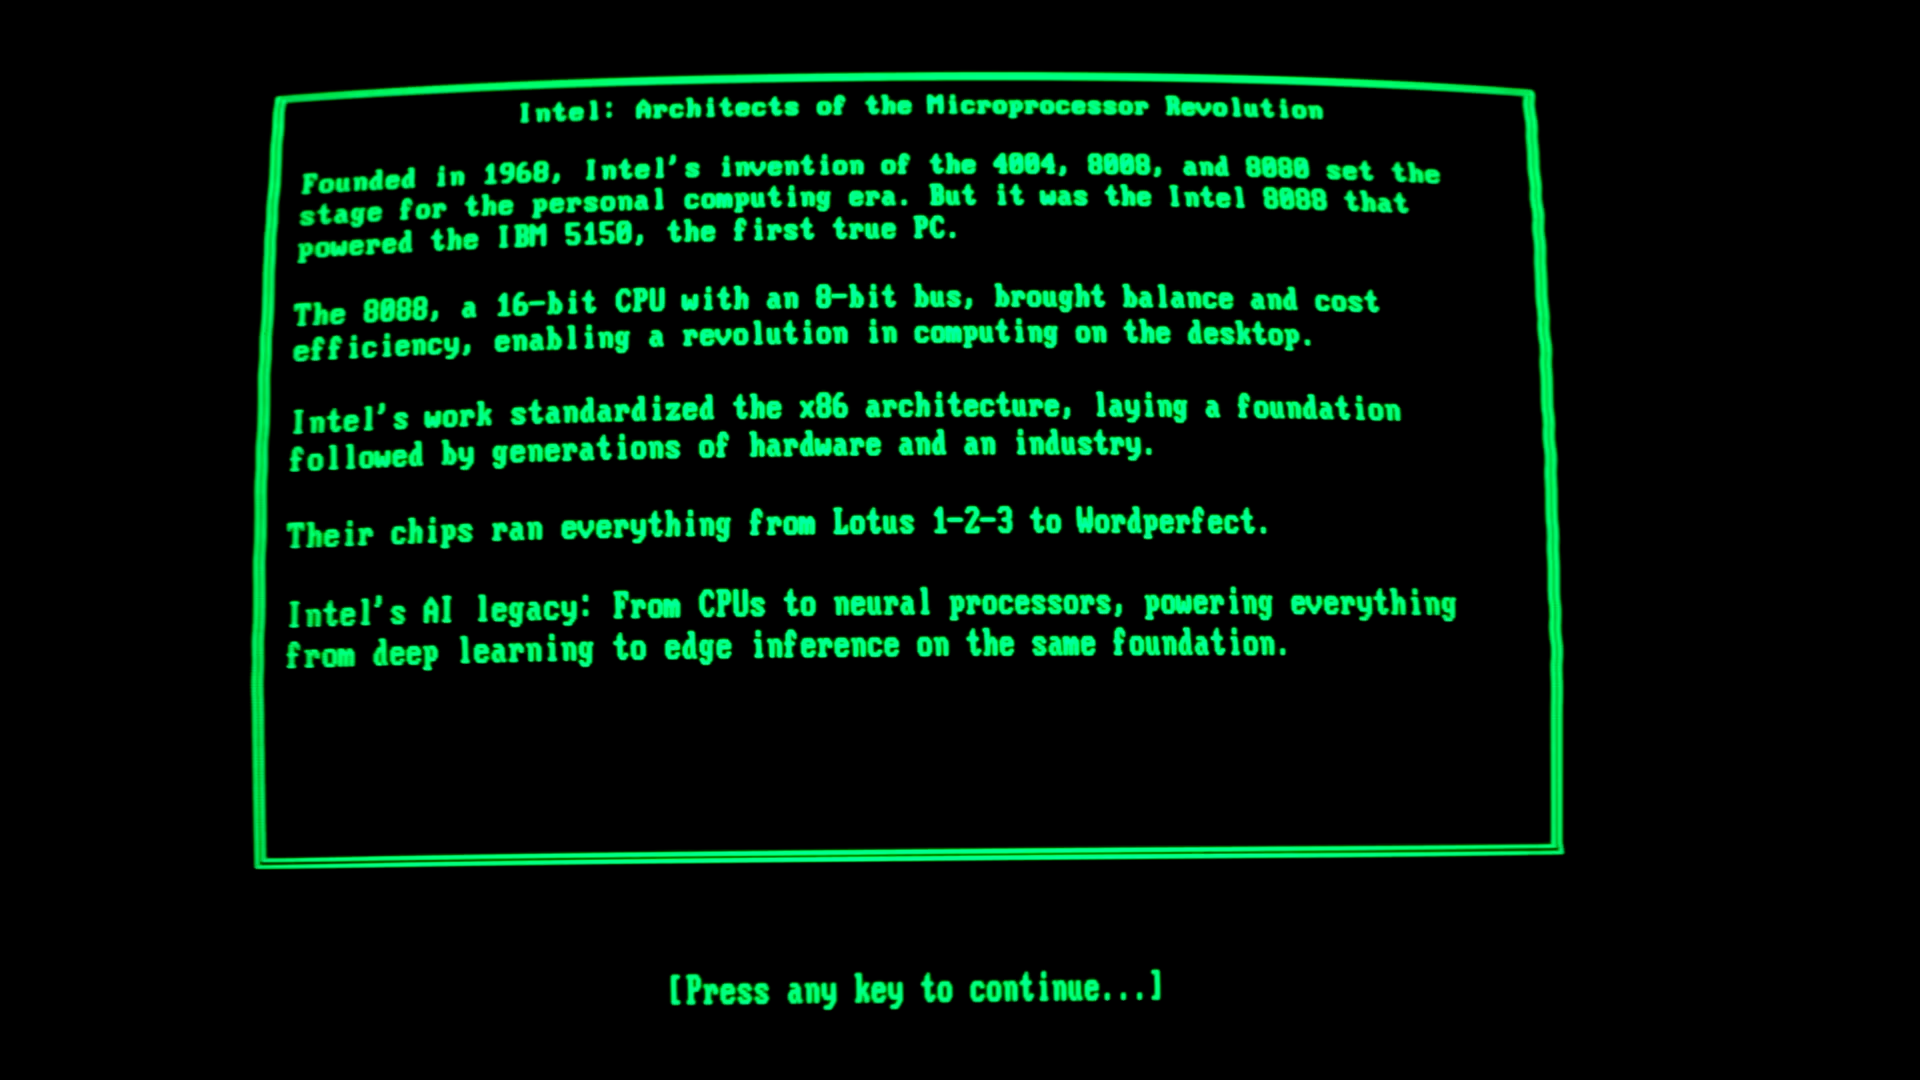 Intel: Architects of the Microprocessor Revolution
Founded in 1968, Intel's invention of the 4004, 8008, and 8080 set the
stage for the personal computing era. But it was the Intel 8088 that
powered the IBM 5150, the first true PC.
The 8088, a 16-bit CPU with an 8-bit bus, brought balance and cost
efficiency, enabling a revolution in computing on the desktop.
Intel's work standardized the x86 architecture, laying a foundation
followed by generations of hardware and an industry.
Their chips ran everything from Lotus 1-2-3 to Wordperfect.
Intel's AI legacy: From CPUs to neural processors, powering everything
from deep learning to edge inference on the same foundation.
[Press any key to continue...]